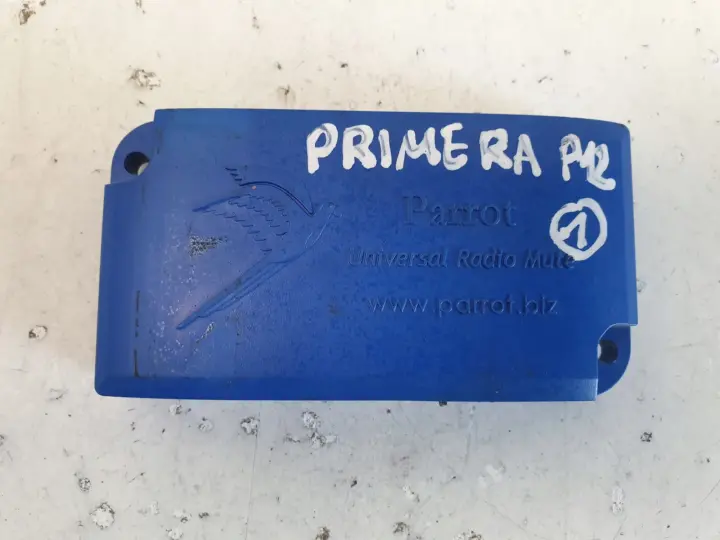 PRIMERA P12
Parrot
1
Universal Radio Mute
www.parrot.biz